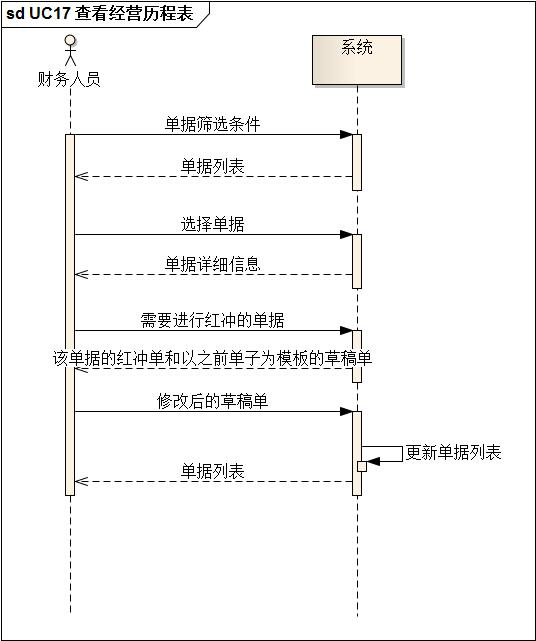 sd UC17 查看经营历程表
财务人员
系统
单据筛选条件
单据列表
选择单据
单据详细信息
需要进行红冲的单据
该单据的红冲单和以之前单子为模板的草稿单
修改后的草稿单
更新单据列表
单据列表